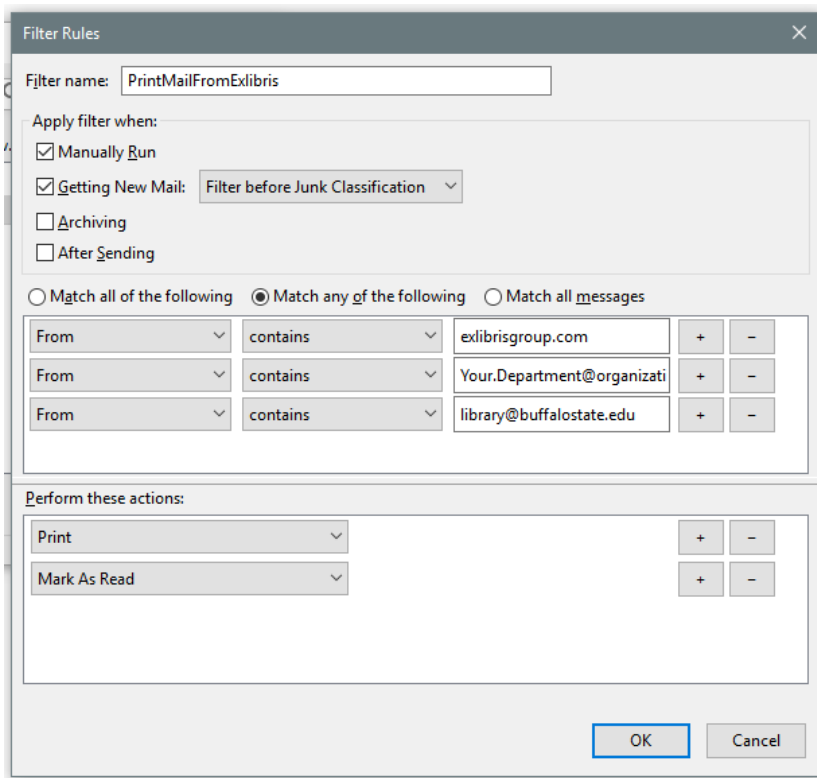 Filter Rules
Filter name: PrintMailFromExlibris
Apply filter when:
Manually Run
Getting New Mail: Filter before Junk Classification
Archiving
After Sending
Match all of the following Match any of the following Match all messages
From contains exlibrisgroup.com + −
From contains Your.Department@organizati + −
From contains library@buffalostate.edu + −
Perform these actions:
Print + −
Mark As Read + −
OK Cancel